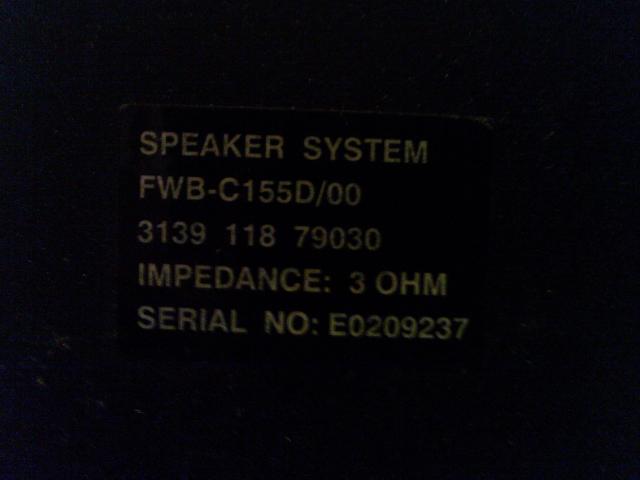 SPEAKER SYSTEM
FWB-C155D/00
3139 118 79030
IMPEDANCE: 3 OHM
SERIAL NO: E0209237